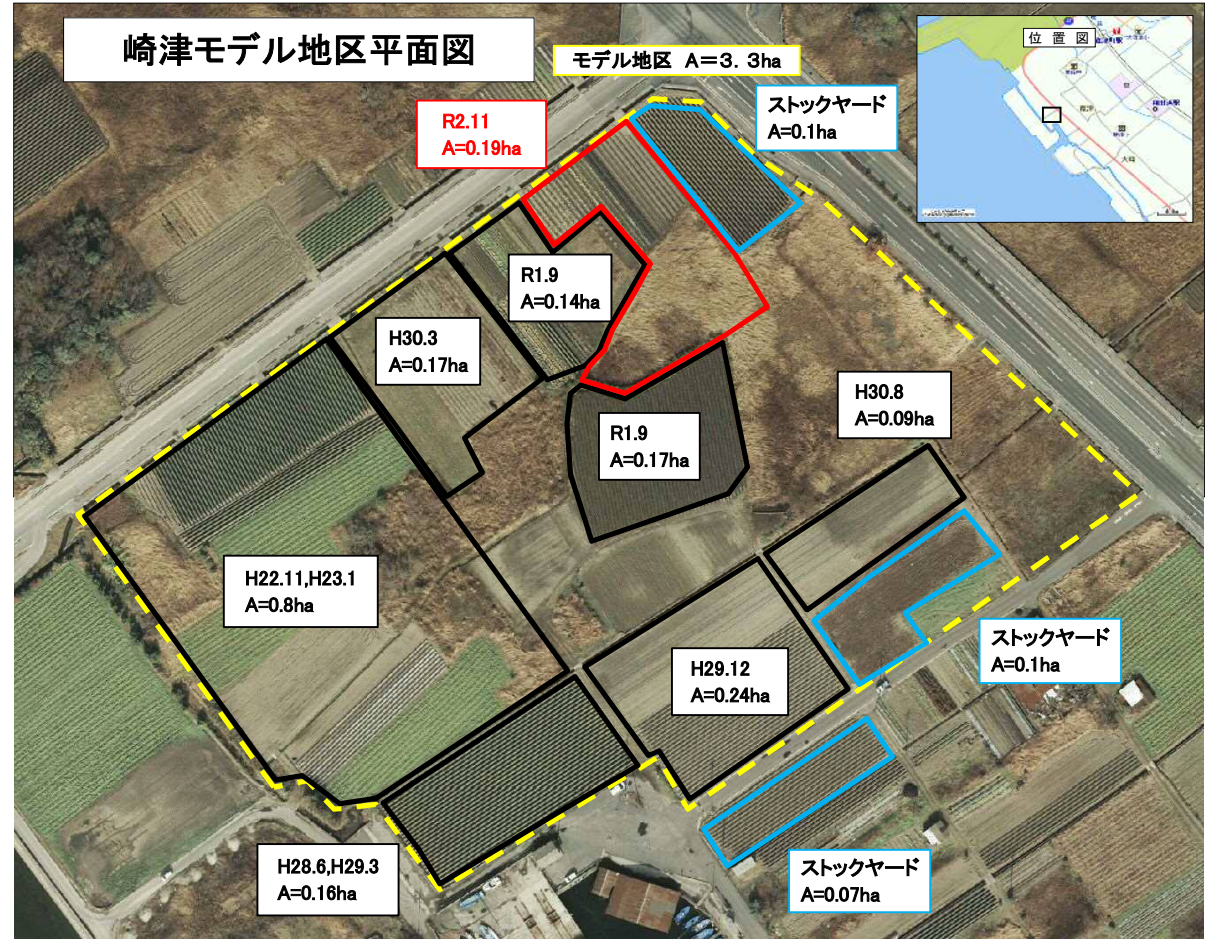 崎津モデル地区平面図
モデル地区 A=3.3ha
位置図
ストックヤード
A=0.1ha
R2.11
A=0.19ha
R1.9
A=0.14ha
H30.3
A=0.17ha
H30.8
A=0.09ha
R1.9
A=0.17ha
H22.11,H23.1
A=0.8ha
ストックヤード
A=0.1ha
H29.12
A=0.24ha
H28.6,H29.3
A=0.16ha
ストックヤード
A=0.07ha